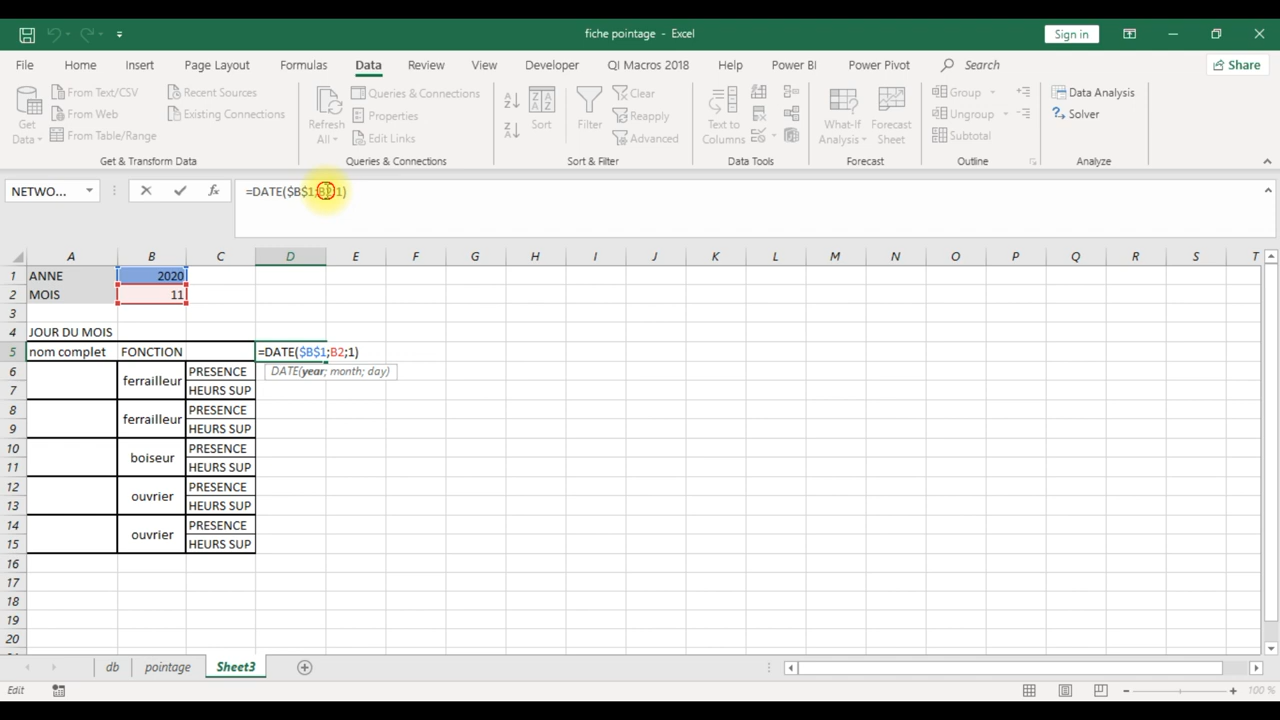 fiche pointage - Excel
Sign in
File Home Insert Page Layout Formulas Data Review View Developer QI Macros 2018 Help Power BI Power Pivot Search Share
Get Data
From Text/CSV
From Web
From Table/Range
Recent Sources
Existing Connections
Refresh All
Queries & Connections
Properties
Edit Links
Sort
Filter
Clear
Reapply
Advanced
Text to Columns
What-If Analysis
Forecast Sheet
Group
Ungroup
Subtotal
Data Analysis
Solver
Get & Transform Data Queries & Connections Sort & Filter Data Tools Forecast Outline Analyze
NETWO... =DATE($B$1;B2;1)
A B C D E F G H I J K L M N O P Q R S T
1 ANNE 2020
2 MOIS 11
3
4 JOUR DU MOIS
5 nom complet FONCTION =DATE($B$1;B2;1)
DATE(year; month; day)
6 ferrailleur PRESENCE
7 HEURS SUP
8 ferrailleur PRESENCE
9 HEURS SUP
10 boiseur PRESENCE
11 HEURS SUP
12 ouvrier PRESENCE
13 HEURS SUP
14 ouvrier PRESENCE
15 HEURS SUP
16
17
18
19
20
db pointage Sheet3
Edit 100 %